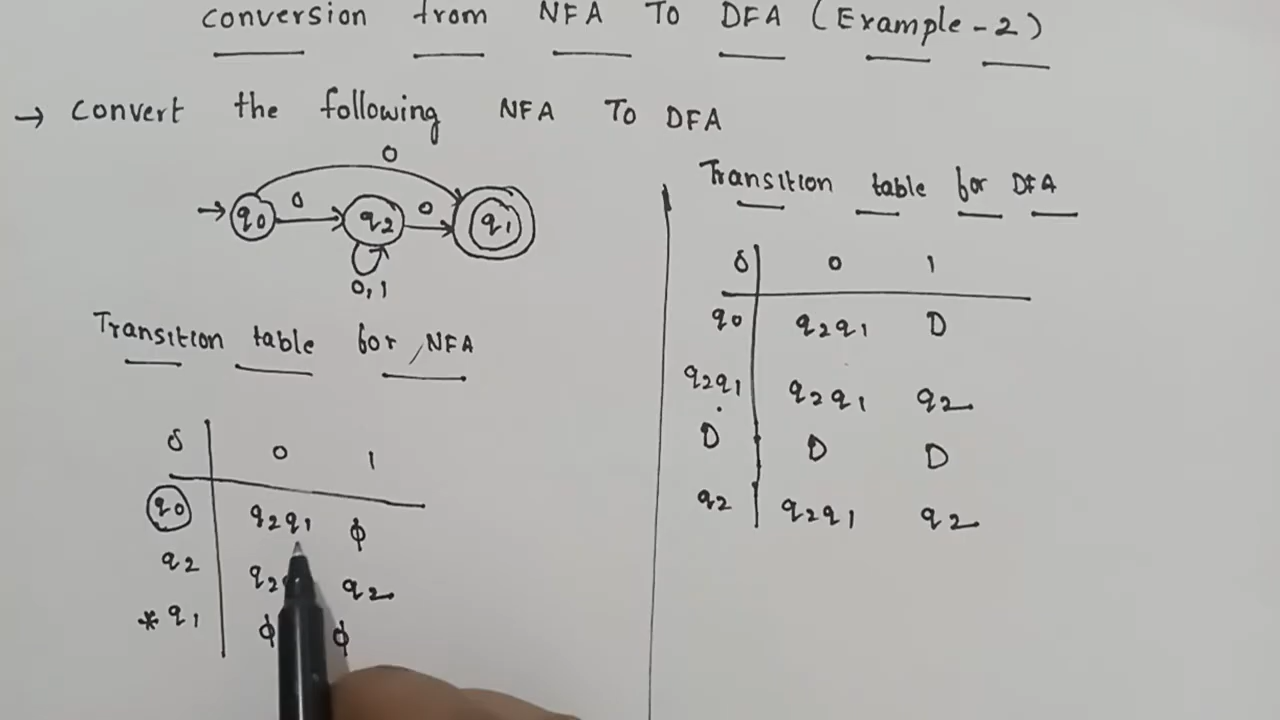 conversion from NFA To DFA (Example-2)
→ Convert the following NFA To DFA
0
→ q0 0 q2 0 q1
0,1
Transition table for NFA
δ 0 1
q0 q2q1 ϕ
q2 q2 q2
* q1 ϕ ϕ
Transition table for DFA
δ 0 1
q0 q2q1 D
q2q1 q2q1 q2
D D D
q2 q2q1 q2